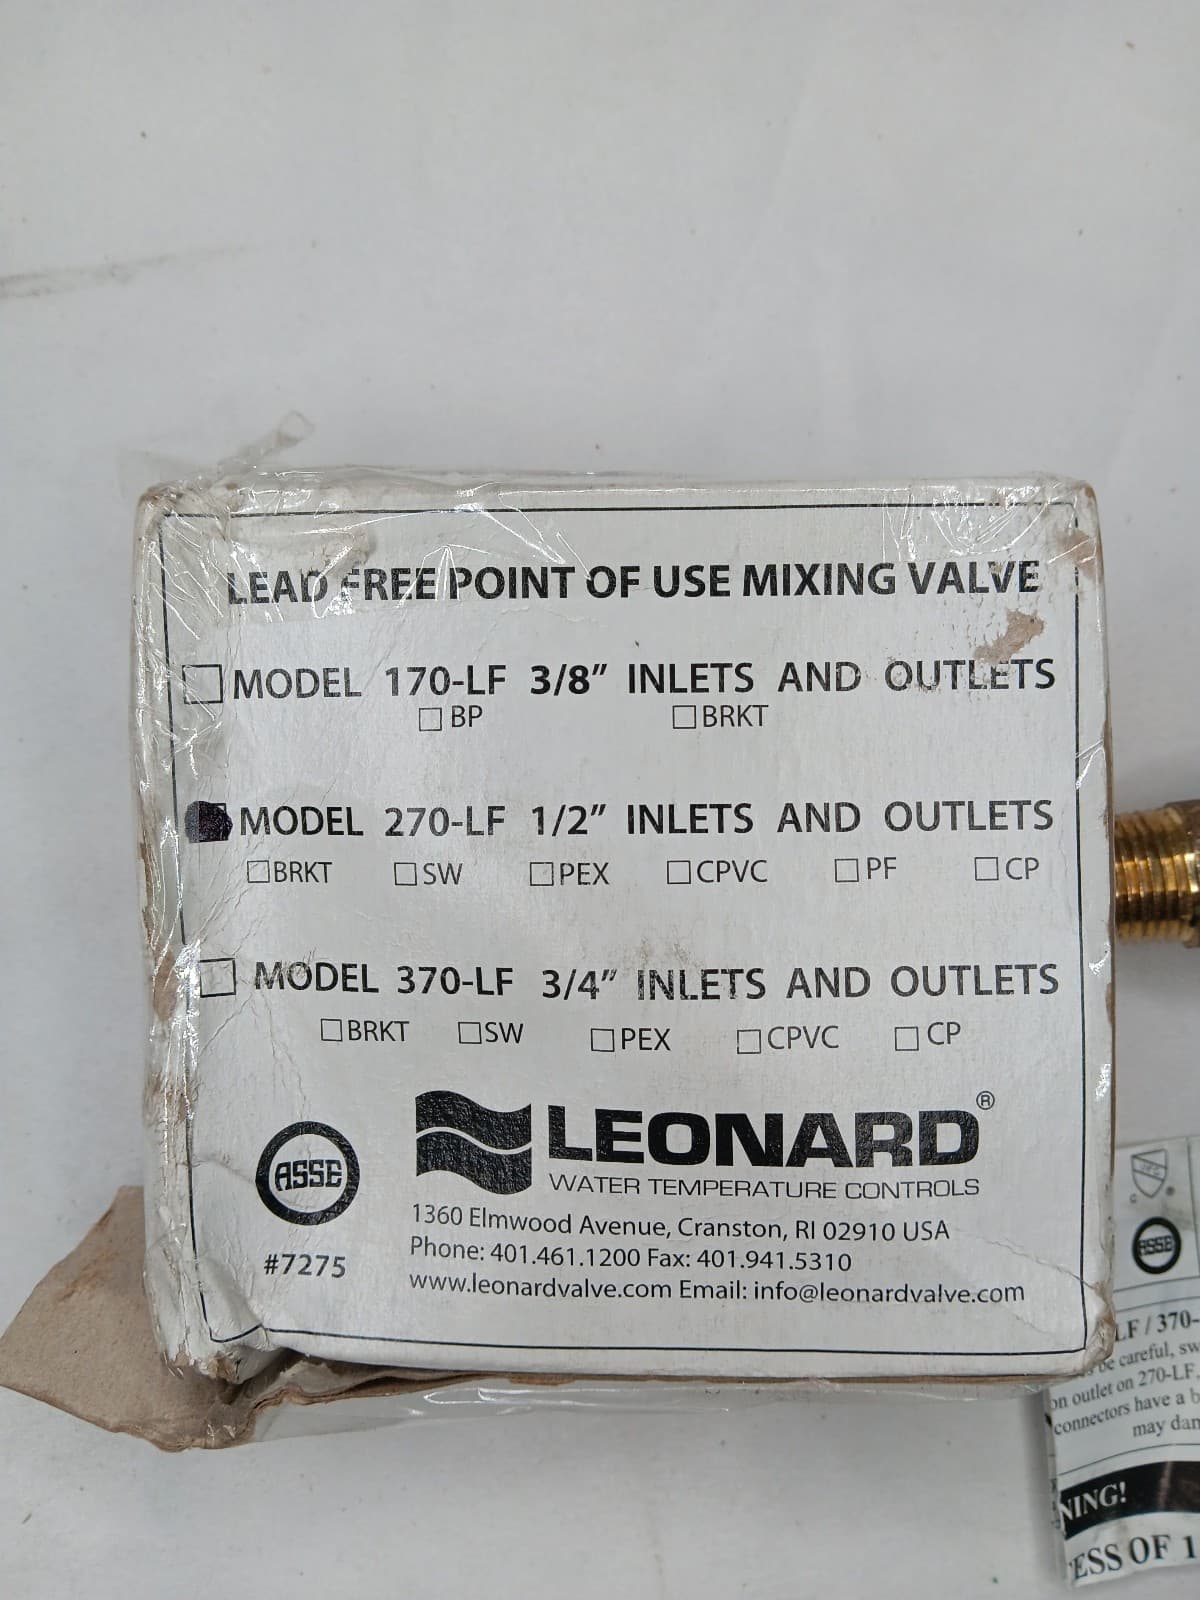 LEAD FREE POINT OF USE MIXING VALVE
MODEL 170-LF 3/8" INLETS AND OUTLETS
BP BRKT
MODEL 270-LF 1/2" INLETS AND OUTLETS
BRKT SW PEX CPVC PF CP
MODEL 370-LF 3/4" INLETS AND OUTLETS
BRKT SW PEX CPVC CP
LEONARD®
WATER TEMPERATURE CONTROLS
ASSE
#7275
1360 Elmwood Avenue, Cranston, RI 02910 USA
Phone: 401.461.1200 Fax: 401.941.5310
www.leonardvalve.com Email: info@leonardvalve.com
ASSE
LF / 370-
be careful, sw
on outlet on 270-LF,
connectors have a b
may dam
NING!
ESS OF 1